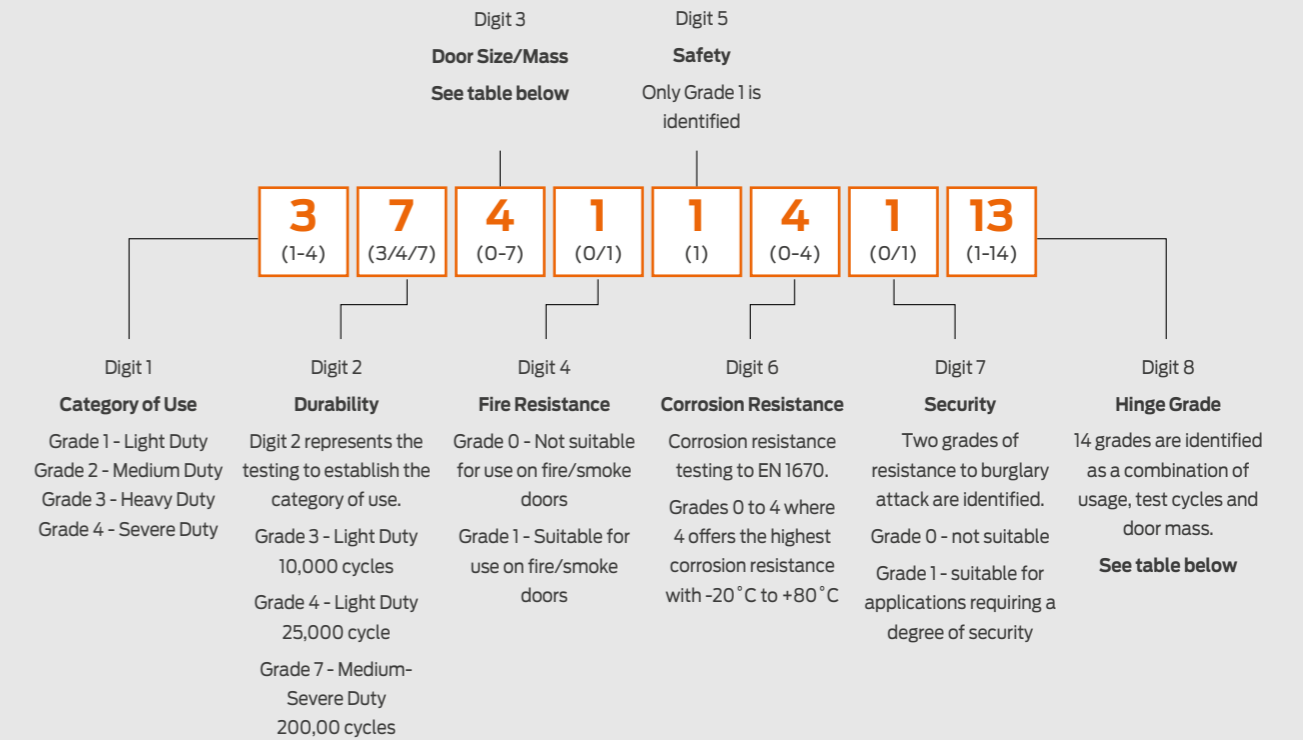 Digit 3
Door Size/Mass
See table below
Digit 5
Safety
Only Grade 1 is
identified
3
(1-4)
7
(3/4/7)
4
(0-7)
1
(0/1)
1
(1)
4
(0-4)
1
(0/1)
13
(1-14)
Digit 1
Category of Use
Grade 1 - Light Duty
Grade 2 - Medium Duty
Grade 3 - Heavy Duty
Grade 4 - Severe Duty
Digit 2
Durability
Digit 2 represents the
testing to establish the
category of use.
Grade 3 - Light Duty
10,000 cycles
Grade 4 - Light Duty
25,000 cycle
Grade 7 - Medium-
Severe Duty
200,00 cycles
Digit 4
Fire Resistance
Grade 0 - Not suitable
for use on fire/smoke
doors
Grade 1 - Suitable for
use on fire/smoke
doors
Digit 6
Corrosion Resistance
Corrosion resistance
testing to EN 1670.
Grades 0 to 4 where
4 offers the highest
corrosion resistance
with -20˚C to +80˚C
Digit 7
Security
Two grades of
resistance to burglary
attack are identified.
Grade 0 - not suitable
Grade 1 - suitable for
applications requiring a
degree of security
Digit 8
Hinge Grade
14 grades are identified
as a combination of
usage, test cycles and
door mass.
See table below